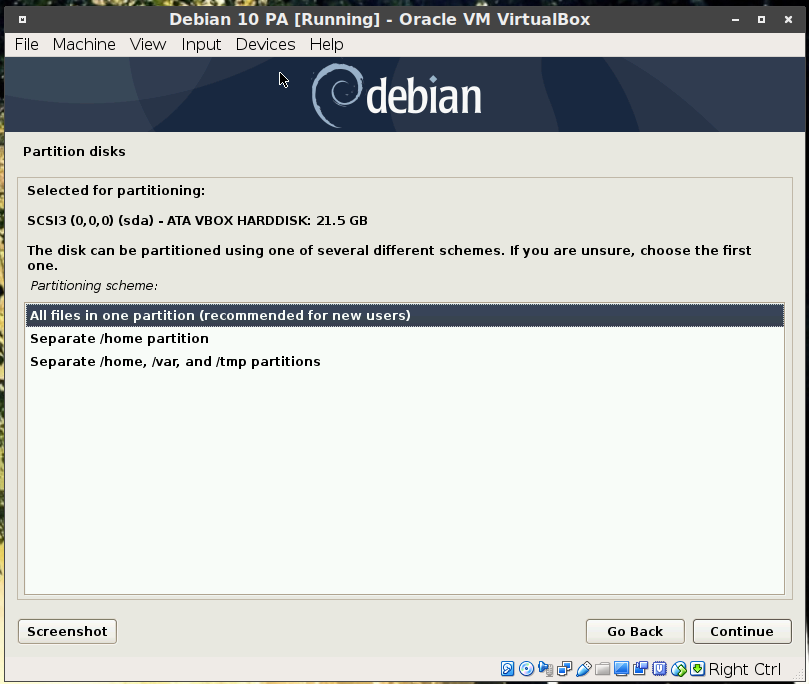 Debian 10 PA [Running] - Oracle VM VirtualBox
File Machine View Input Devices Help
debian
Partition disks
Selected for partitioning:
SCSI3 (0,0,0) (sda) - ATA VBOX HARDDISK: 21.5 GB
The disk can be partitioned using one of several different schemes. If you are unsure, choose the first
one.
Partitioning scheme:
All files in one partition (recommended for new users)
Separate /home partition
Separate /home, /var, and /tmp partitions
Screenshot
Go Back
Continue
Right Ctrl